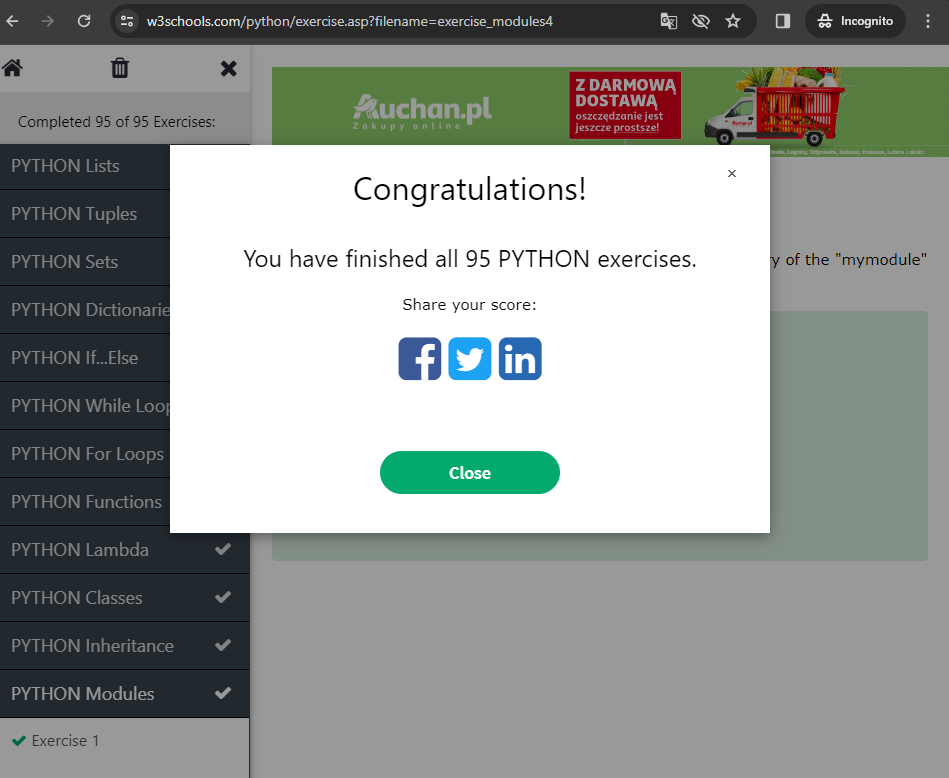 w3schools.com/python/exercise.asp?filename=exercise_modules4
Incognito
Completed 95 of 95 Exercises:
PYTHON Lists
PYTHON Tuples
PYTHON Sets
PYTHON Dictionarie
PYTHON If...Else
PYTHON While Loop
PYTHON For Loops
PYTHON Functions
PYTHON Lambda
PYTHON Classes
PYTHON Inheritance
PYTHON Modules
Exercise 1
Auchan.pl
Zakupy online
Z DARMOWĄ
DOSTAWĄ
oszczędzanie jest
jeszcze prostsze!
×
Congratulations!
You have finished all 95 PYTHON exercises.
Share your score:
Close
ry of the "mymodule"